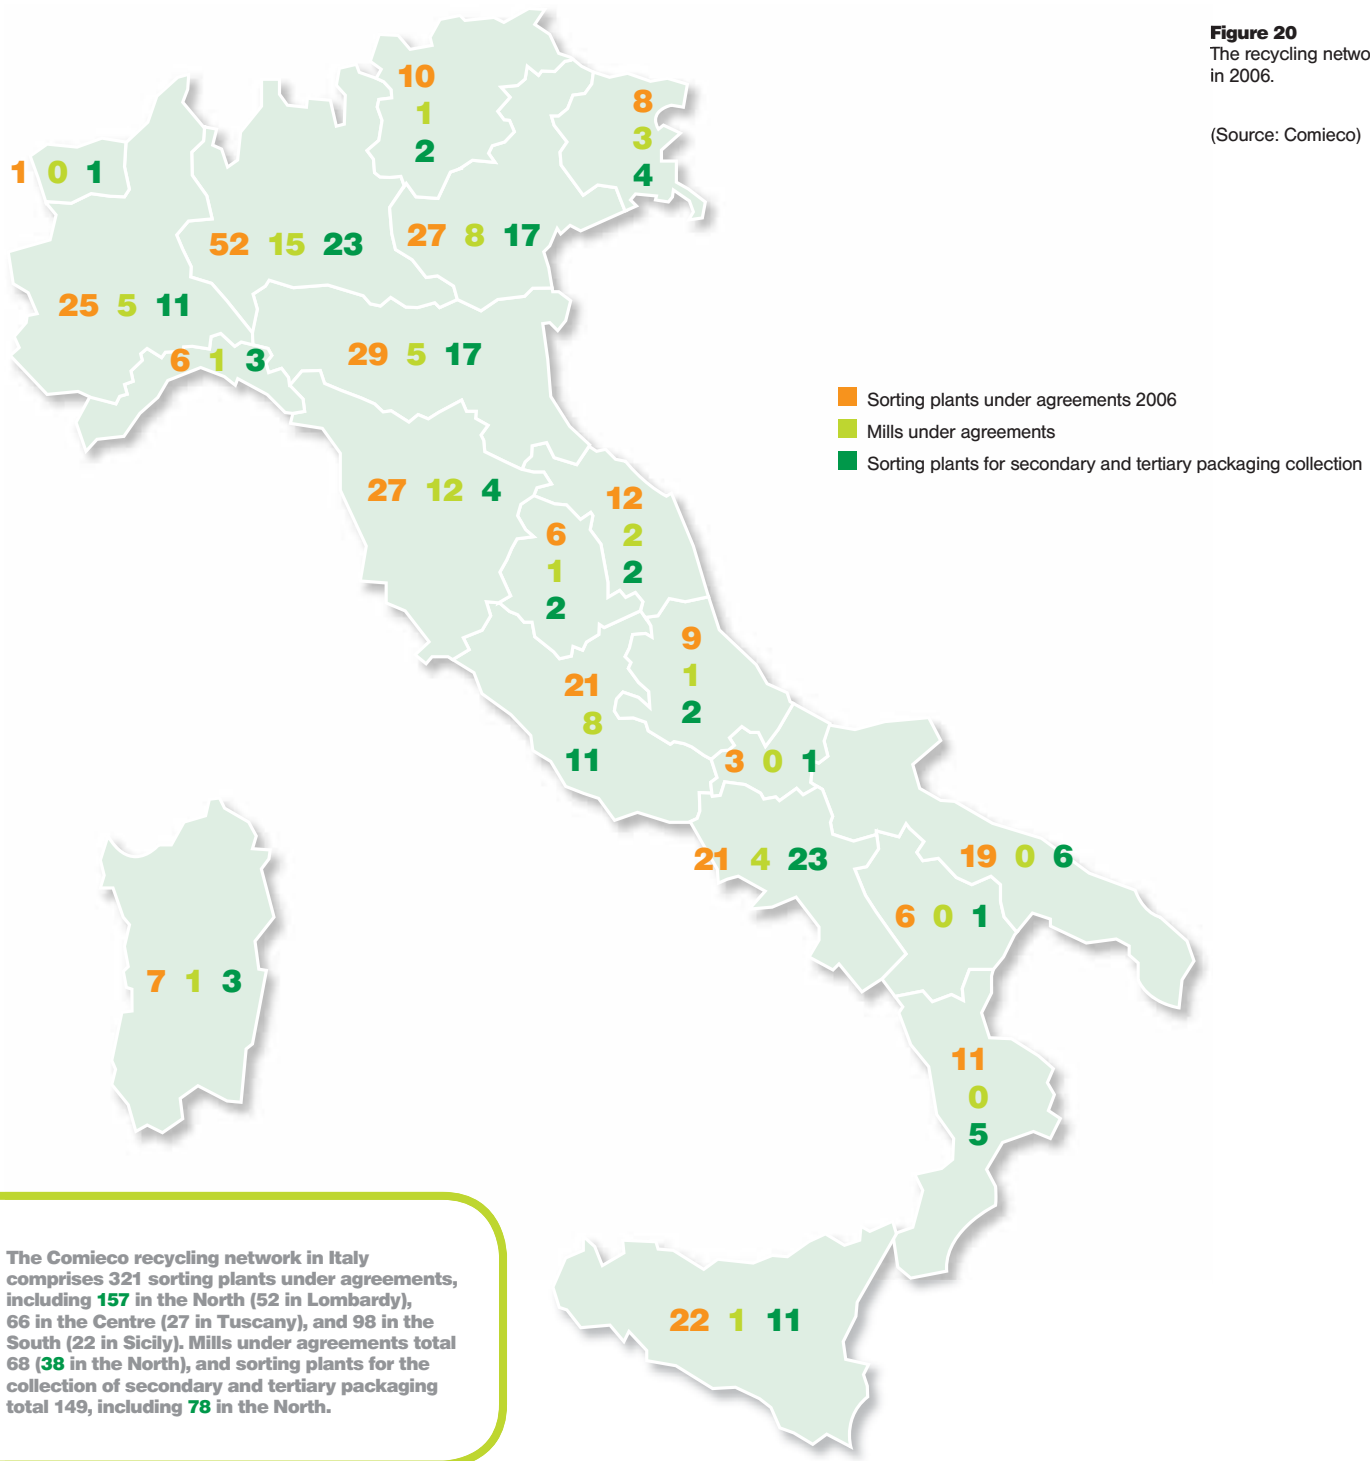 Figure 20
The recycling netwo
in 2006.
(Source: Comieco)
10
1
2
8
3
4
1 0 1
52 15 23
27 8 17
25 5 11
6 1 3
29 5 17
Sorting plants under agreements 2006
Mills under agreements
Sorting plants for secondary and tertiary packaging collection
27 12 4
12
2
2
6
1
2
9
1
2
21
8
11
3 0 1
21 4 23
19 0 6
6 0 1
7 1 3
11
0
5
22 1 11
The Comieco recycling network in Italy
comprises 321 sorting plants under agreements,
including 157 in the North (52 in Lombardy),
66 in the Centre (27 in Tuscany), and 98 in the
South (22 in Sicily). Mills under agreements total
68 (38 in the North), and sorting plants for the
collection of secondary and tertiary packaging
total 149, including 78 in the North.